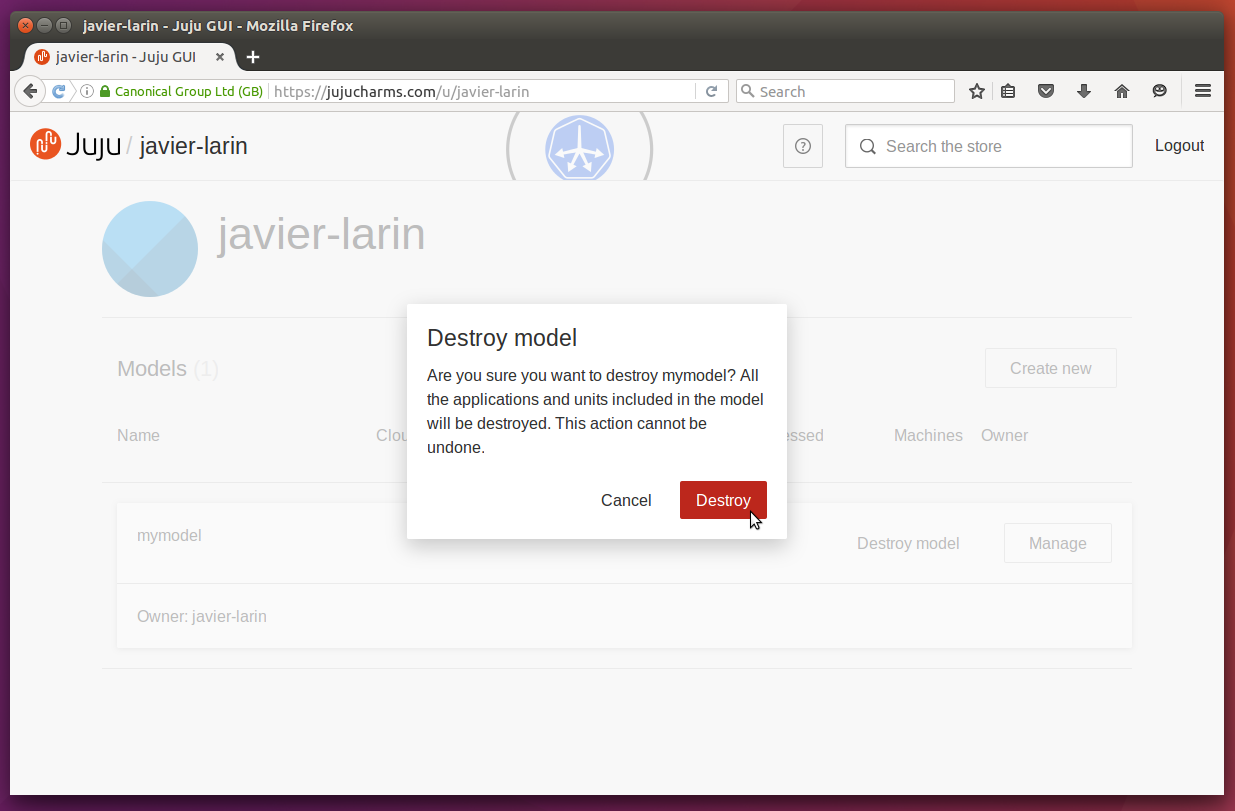 javier-larin - Juju GUI - Mozilla Firefox
javier-larin - Juju GUI
Canonical Group Ltd (GB) https://jujucharms.com/u/javier-larin Search
Juju / javier-larin Search the store Logout
javier-larin
Models (1) Create new
Name Clou essed Machines Owner
Destroy model
Are you sure you want to destroy mymodel? All
the applications and units included in the model
will be destroyed. This action cannot be
undone.
Cancel Destroy
mymodel Destroy model Manage
Owner: javier-larin